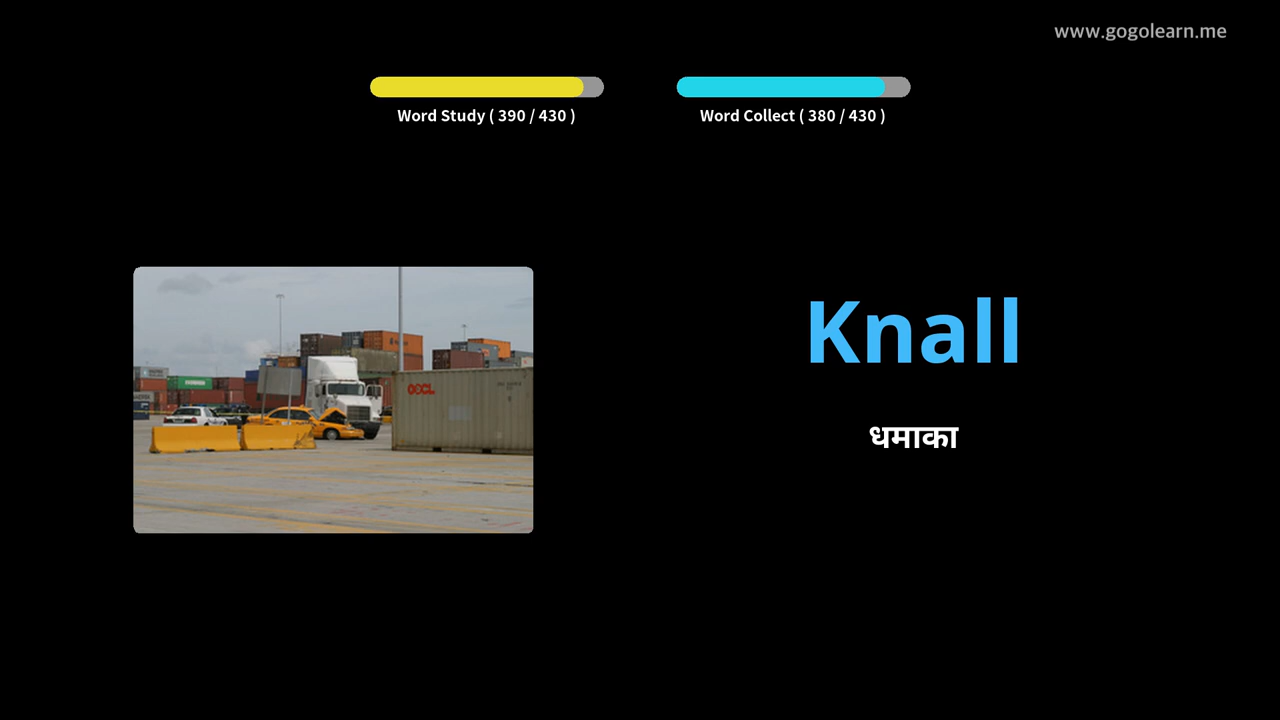 www.gogolearn.me
Word Study ( 390 / 430 )
Word Collect ( 380 / 430 )
Knall
धमाका
OOCL